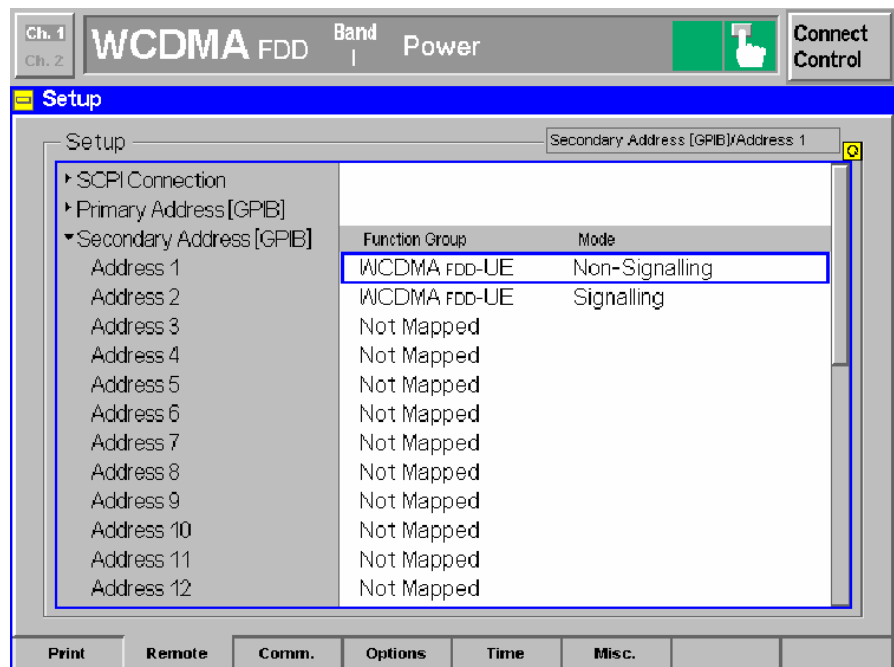 Ch. 1
Ch. 2
WCDMA FDD Band I Power
Connect Control
Setup
Setup
Secondary Address [GPIB]/Address 1
SCPI Connection
Primary Address [GPIB]
Secondary Address [GPIB] Function Group Mode
Address 1 WCDMA FDD-UE Non-Signalling
Address 2 WCDMA FDD-UE Signalling
Address 3 Not Mapped
Address 4 Not Mapped
Address 5 Not Mapped
Address 6 Not Mapped
Address 7 Not Mapped
Address 8 Not Mapped
Address 9 Not Mapped
Address 10 Not Mapped
Address 11 Not Mapped
Address 12 Not Mapped
Print Remote Comm. Options Time Misc.